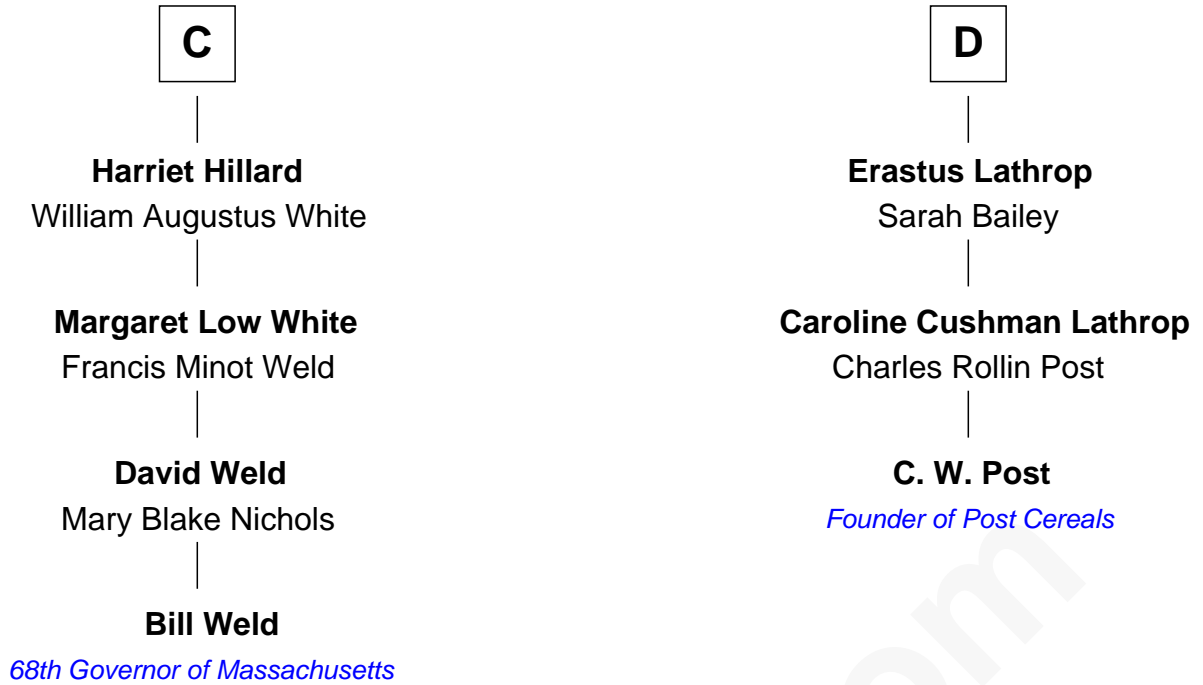 C
Harriet Hillard
William Augustus White
Margaret Low White
Francis Minot Weld
David Weld
Mary Blake Nichols
Bill Weld
68th Governor of Massachusetts
D
Erastus Lathrop
Sarah Bailey
Caroline Cushman Lathrop
Charles Rollin Post
C. W. Post
Founder of Post Cereals
om